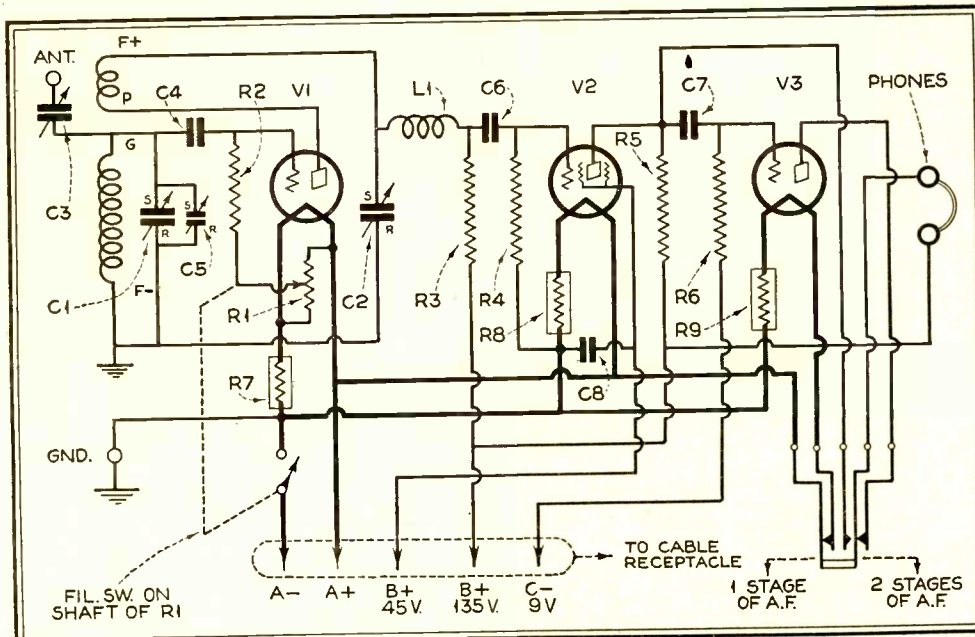 ANT.
F+
P
C4
R2
V1
L1
C6
V2
C7
V3
PHONES
G
C3
S
R
S
R
C5
S
R
R5
C1
F-
R1
C2
R3
R4
R8
R6
R9
R7
C8
GND.
FIL. SW. ON
SHAFT OF R1
A-
A+
B+
45 V.
B+
135 V.
C-
9 V
TO CABLE
RECEPTACLE
1 STAGE
OF A.F.
2 STAGES
OF A.F.